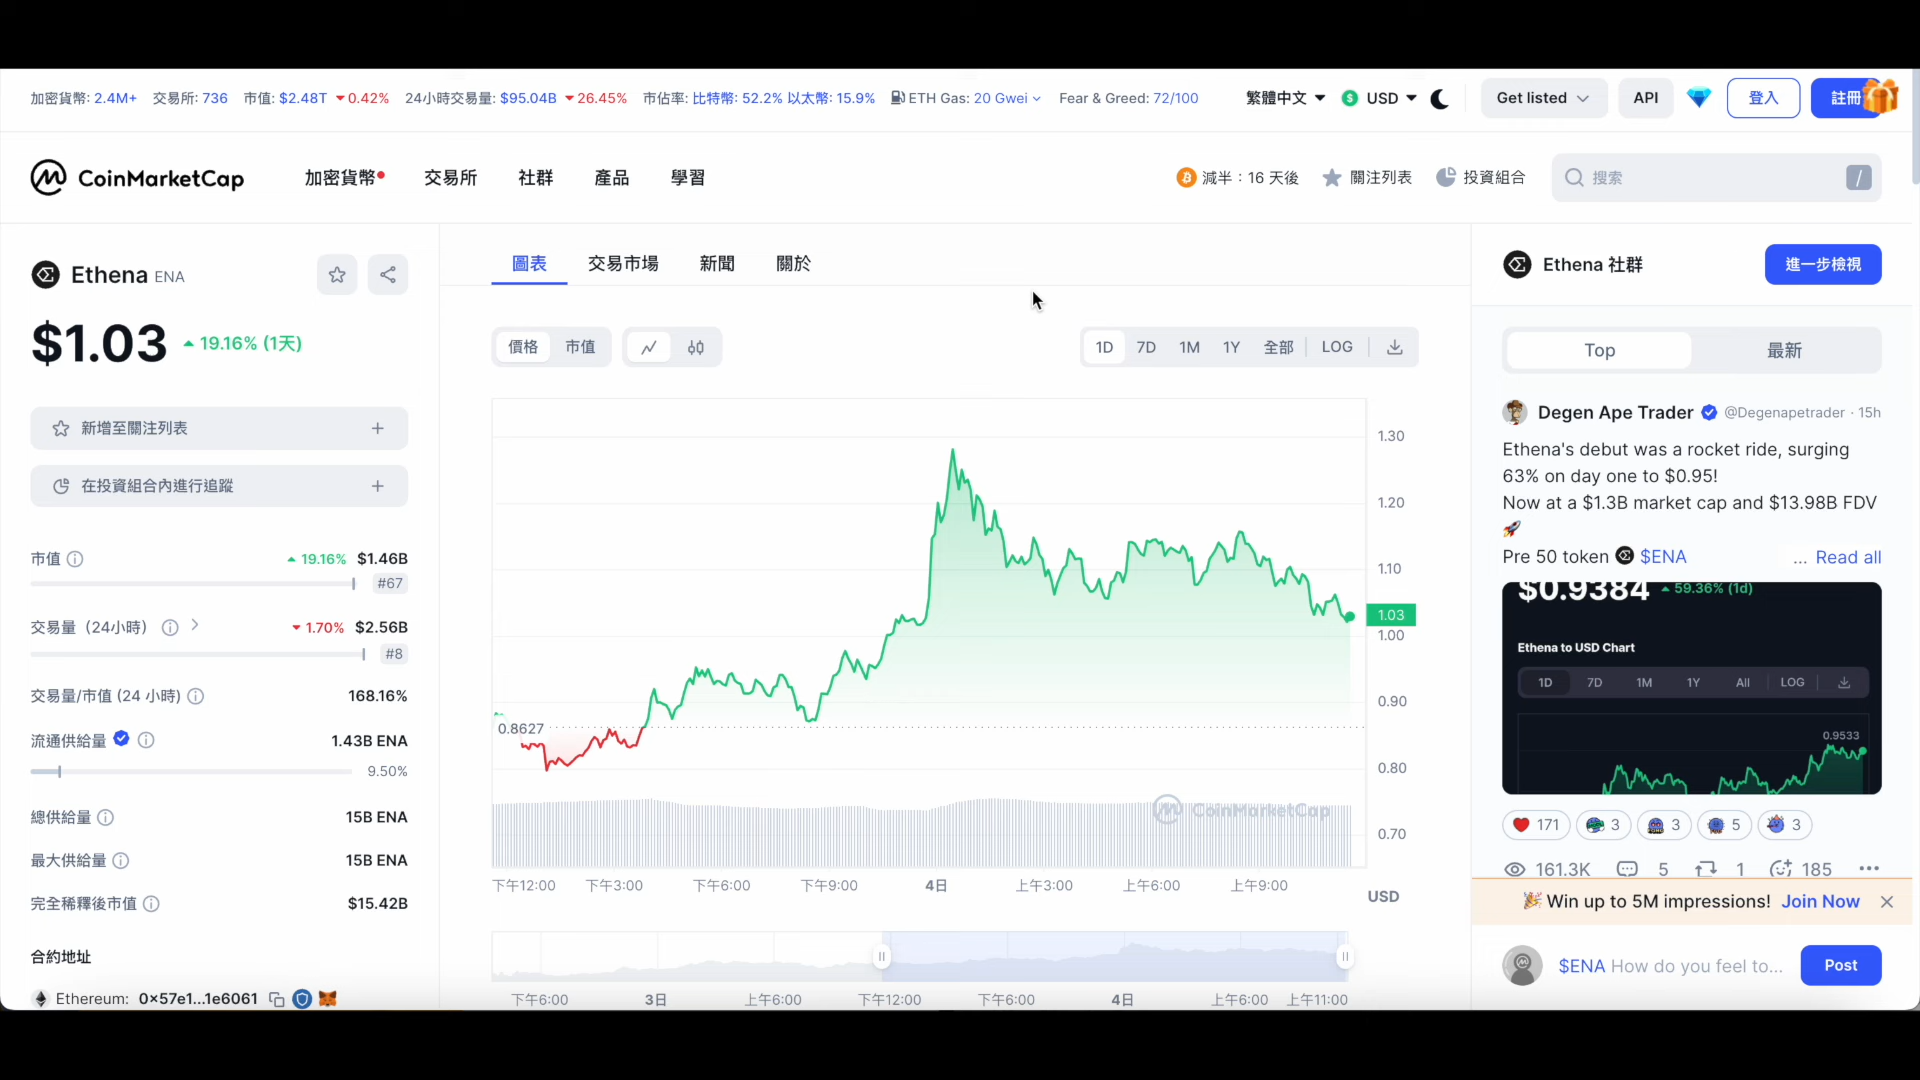 加密貨幣: 2.4M+ 交易所: 736 市值: $2.48T 0.42% 24小時交易量: $95.04B 26.45% 市佔率: 比特幣: 52.2% 以太幣: 15.9% ETH Gas: 20 Gwei Fear & Greed: 72/100 繁體中文 USD Get listed API 登入 註冊
CoinMarketCap 加密貨幣 交易所 社群 產品 學習 減半：16 天後 關注列表 投資組合 搜索 /
Ethena ENA
$1.03 19.16% (1天)
新增至關注列表 +
在投資組合內進行追蹤 +
市值 19.16% $1.46B
#67
交易量（24小時） 1.70% $2.56B
#8
交易量/市值 (24 小時) 168.16%
流通供給量 1.43B ENA
9.50%
總供給量 15B ENA
最大供給量 15B ENA
完全稀釋後市值 $15.42B
合約地址
Ethereum: 0x57e1...1e6061
圖表 交易市場 新聞 關於
價格 市值 1D 7D 1M 1Y 全部 LOG
1.30
1.20
1.10
1.03
1.00
0.90
0.8627
0.80
CoinMarketCap
0.70
下午12:00 下午3:00 下午6:00 下午9:00 4日 上午3:00 上午6:00 上午9:00
USD
下午6:00 3日 上午6:00 下午12:00 下午6:00 4日 上午6:00 上午11:00
Ethena 社群 進一步檢視
Top 最新
Degen Ape Trader @Degenapetrader · 15h
Ethena's debut was a rocket ride, surging
63% on day one to $0.95!
Now at a $1.3B market cap and $13.98B FDV
Pre 50 token $ENA ... Read all
$0.9384 59.36% (1d)
Ethena to USD Chart
1D 7D 1M 1Y All LOG
0.9533
171 3 3 5 3
161.3K 5 1 185
Win up to 5M impressions! Join Now
$ENA How do you feel to... Post